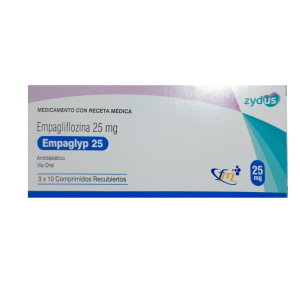 zydus
MEDICAMENTO CON RECETA MÉDICA
Empagliflozina 25 mg
Empaglyp 25
Antidiabético
Vía Oral
3 x 10 Comprimidos Recubiertos
25
mg